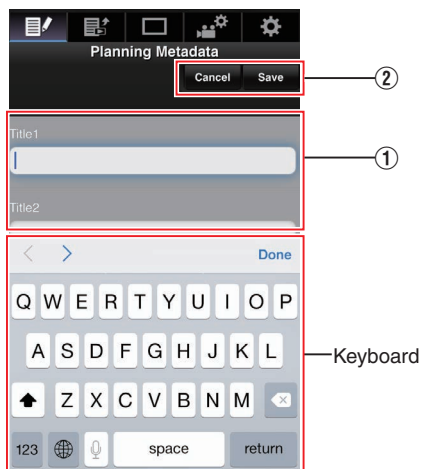 Planning Metadata
Cancel Save
②
Title1
①
Title2
Done
Q W E R T Y U I O P
A S D F G H J K L
Keyboard
Z X C V B N M
123 space return